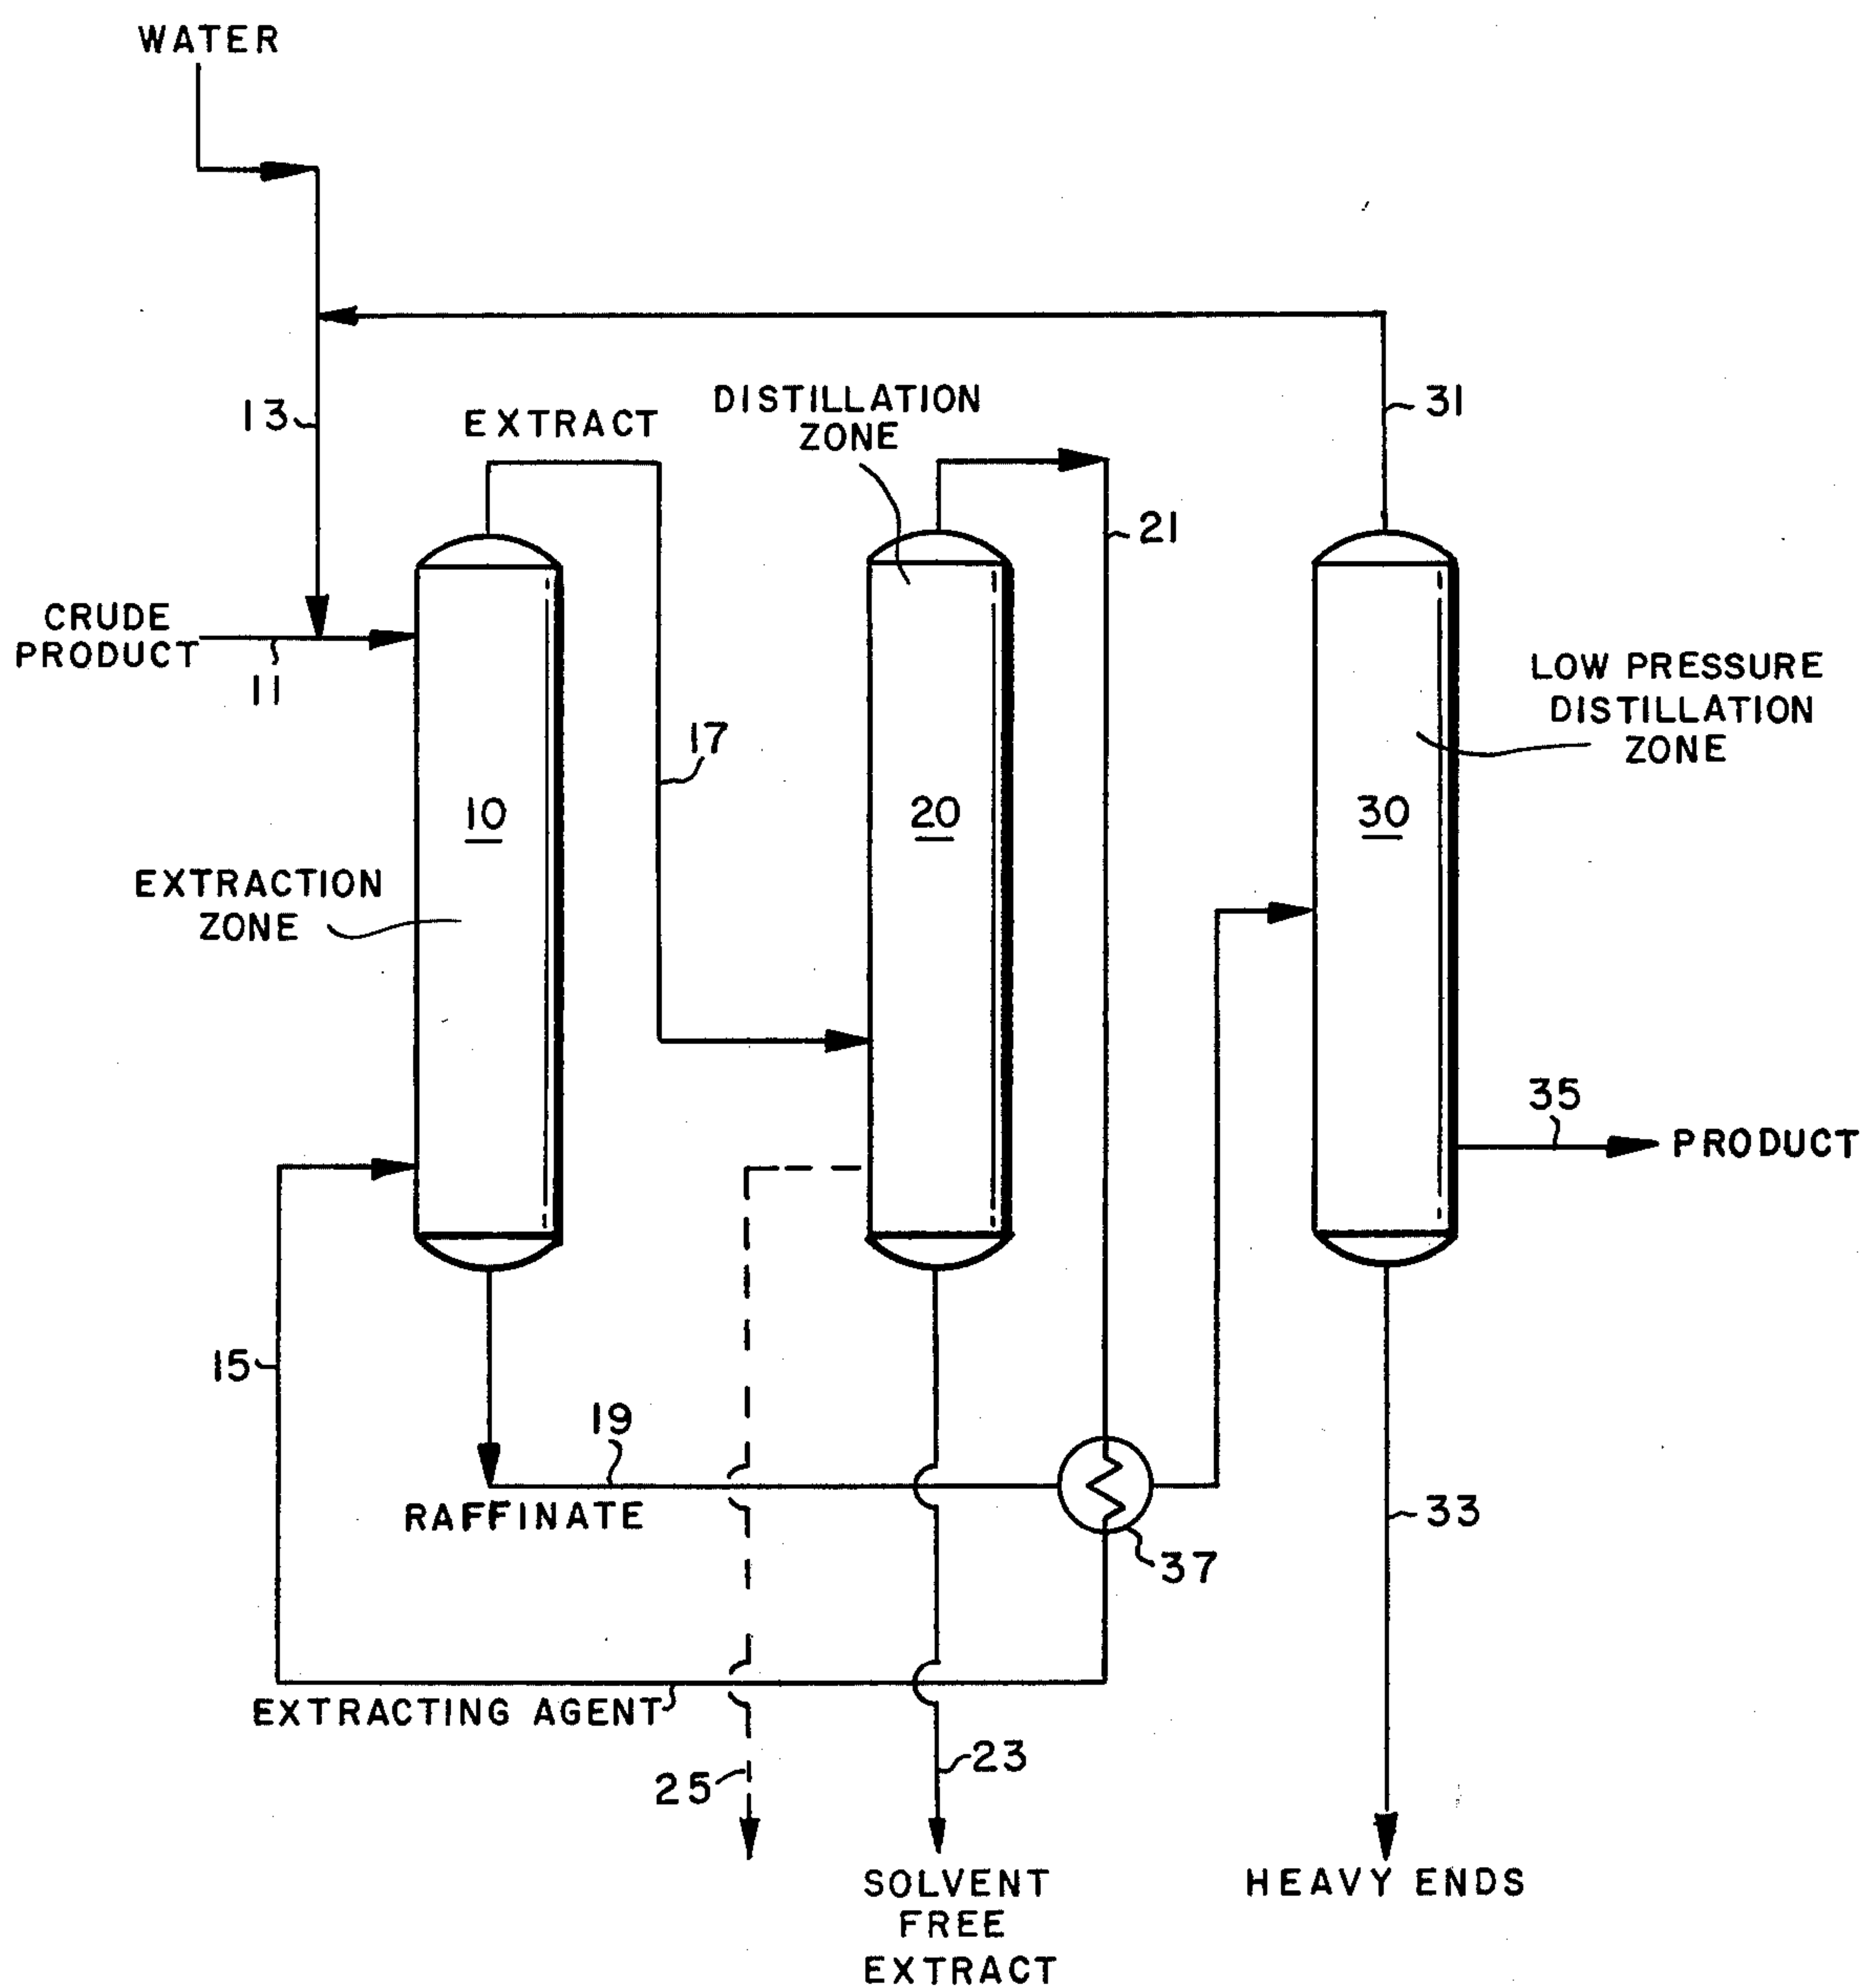 WATER
31
13
EXTRACT
DISTILLATION
ZONE
21
CRUDE
PRODUCT
11
LOW PRESSURE
DISTILLATION
ZONE
17
10
20
30
EXTRACTION
ZONE
35
PRODUCT
15
19
RAFFINATE
37
33
EXTRACTING AGENT
25
23
SOLVENT
FREE
EXTRACT
HEAVY ENDS